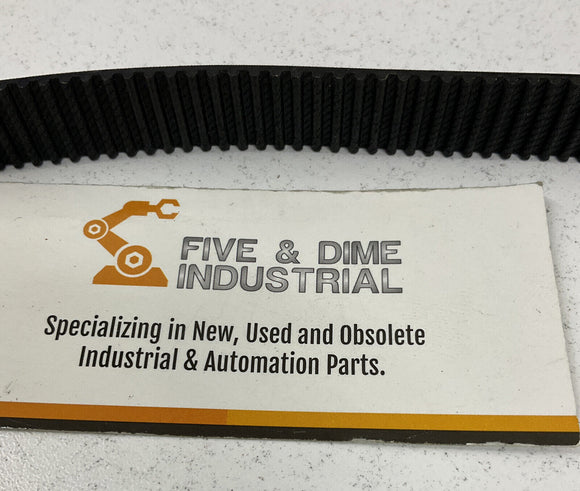 FIVE & DIME
INDUSTRIAL
Specializing in New, Used and Obsolete
Industrial & Automation Parts.